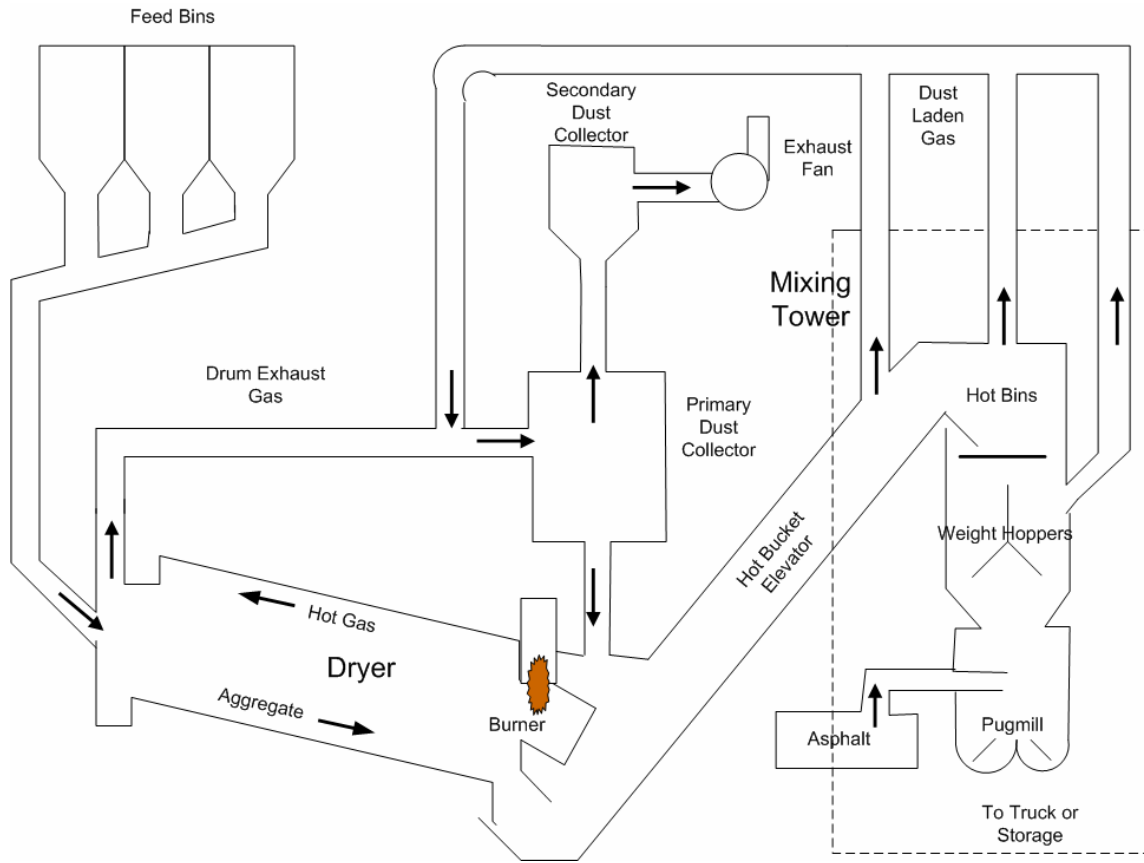 Feed Bins
Secondary
Dust
Collector
Exhaust
Fan
Dust
Laden
Gas
Mixing
Tower
Drum Exhaust
Gas
Primary
Dust
Collector
Hot Bins
Weight Hoppers
Hot Bucket
Elevator
Hot Gas
Dryer
Aggregate
Burner
Asphalt
Pugmill
To Truck or
Storage